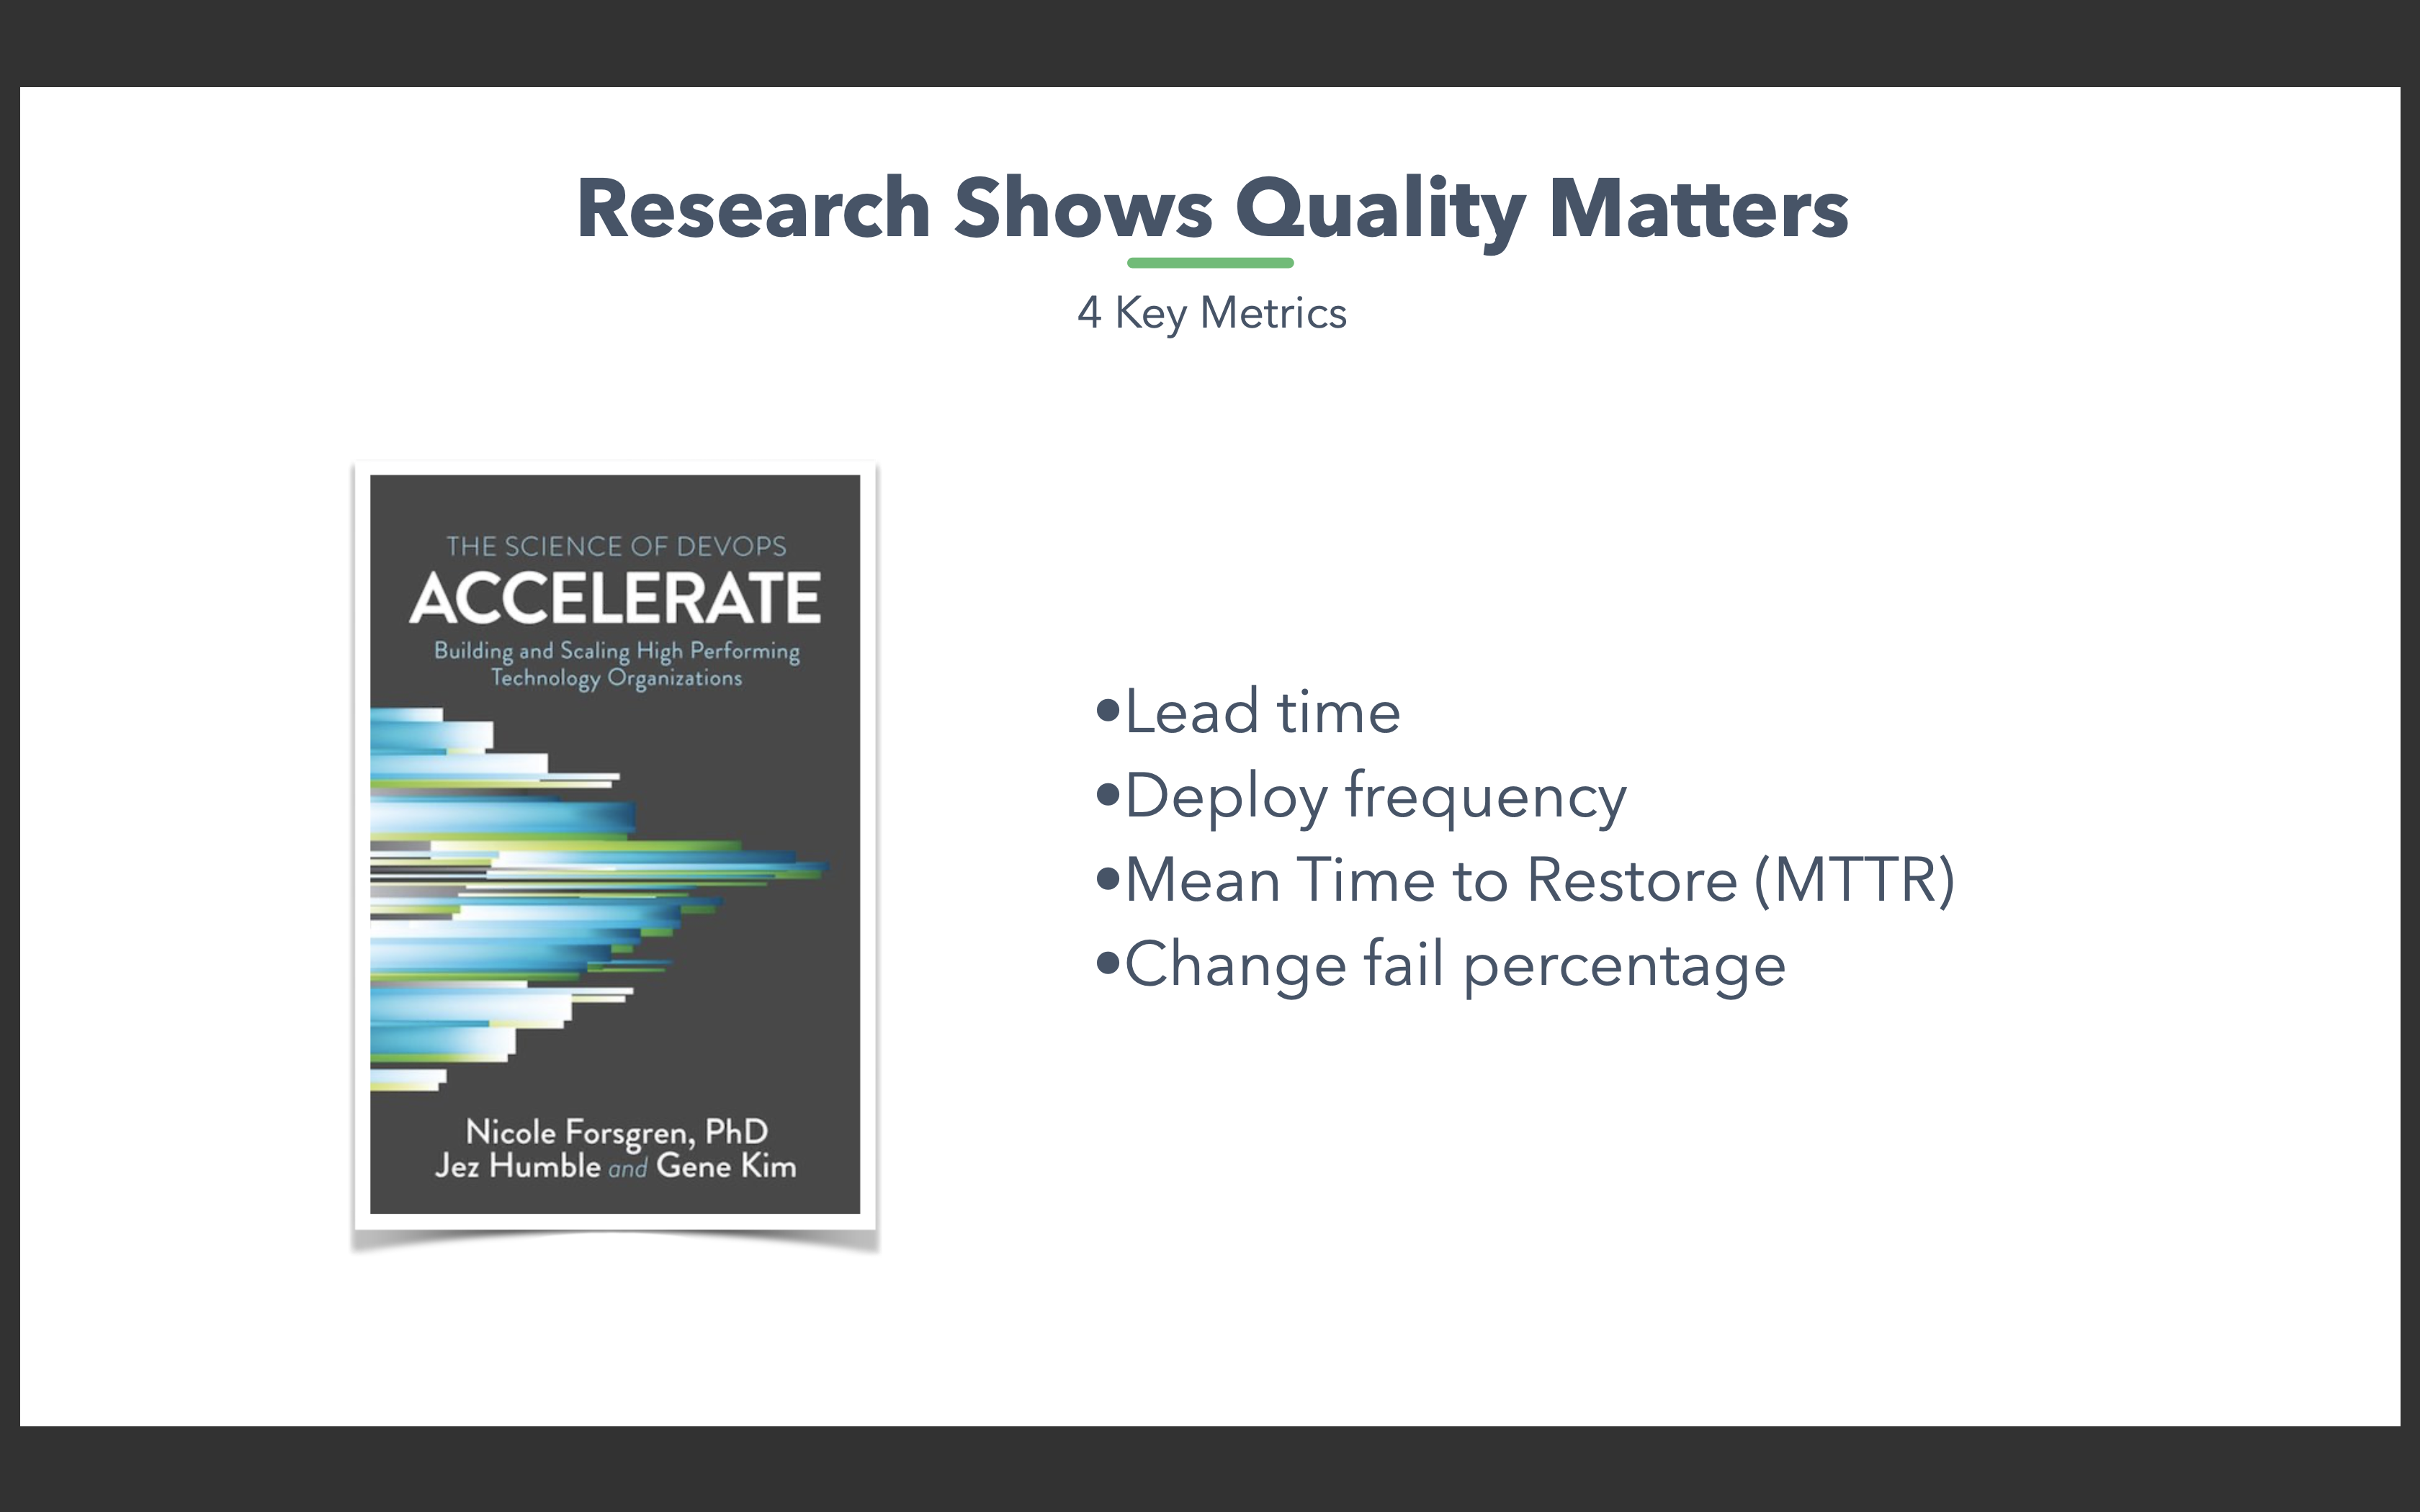 Research Shows Quality Matters
4 Key Metrics
THE SCIENCE OF DEVOPS
ACCELERATE
Building and Scaling High Performing
Technology Organizations
Nicole Forsgren, PhD
Jez Humble and Gene Kim
•Lead time
•Deploy frequency
•Mean Time to Restore (MTTR)
•Change fail percentage